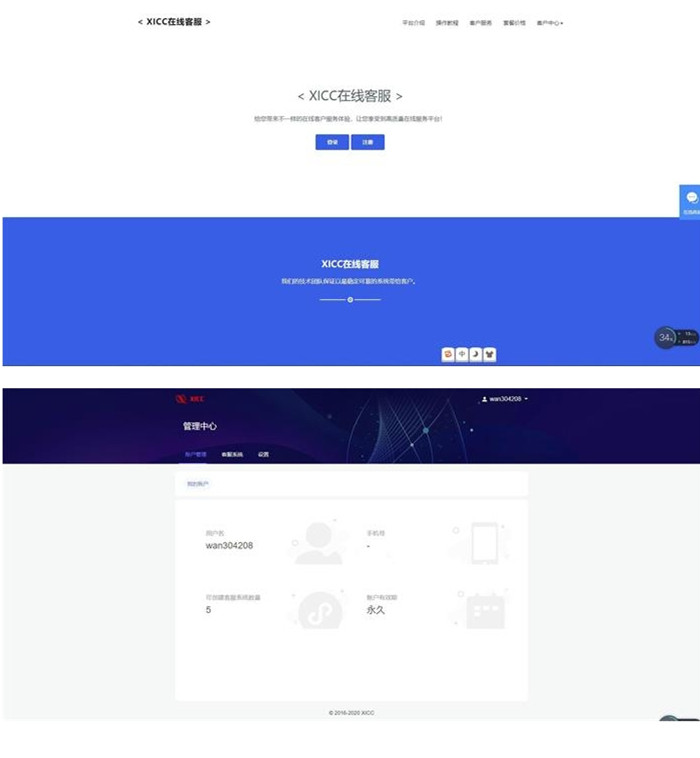 < XICC在线客服 >
平台介绍 操作教程 客户服务 套餐价格 客户中心
< XICC在线客服 >
给您带来不一样的在线客户服务体验，让您享受到高质量在线服务平台！
登录 注册
XICC在线客服
我们的技术团队保证以最稳定可靠的系统带给客户。
中
34%
XICC
wan304208
管理中心
账户管理 客服系统 设置
我的账户
用户名
wan304208
手机号
-
可创建客服系统数量
5
账户有效期
永久
© 2016-2020 XICC